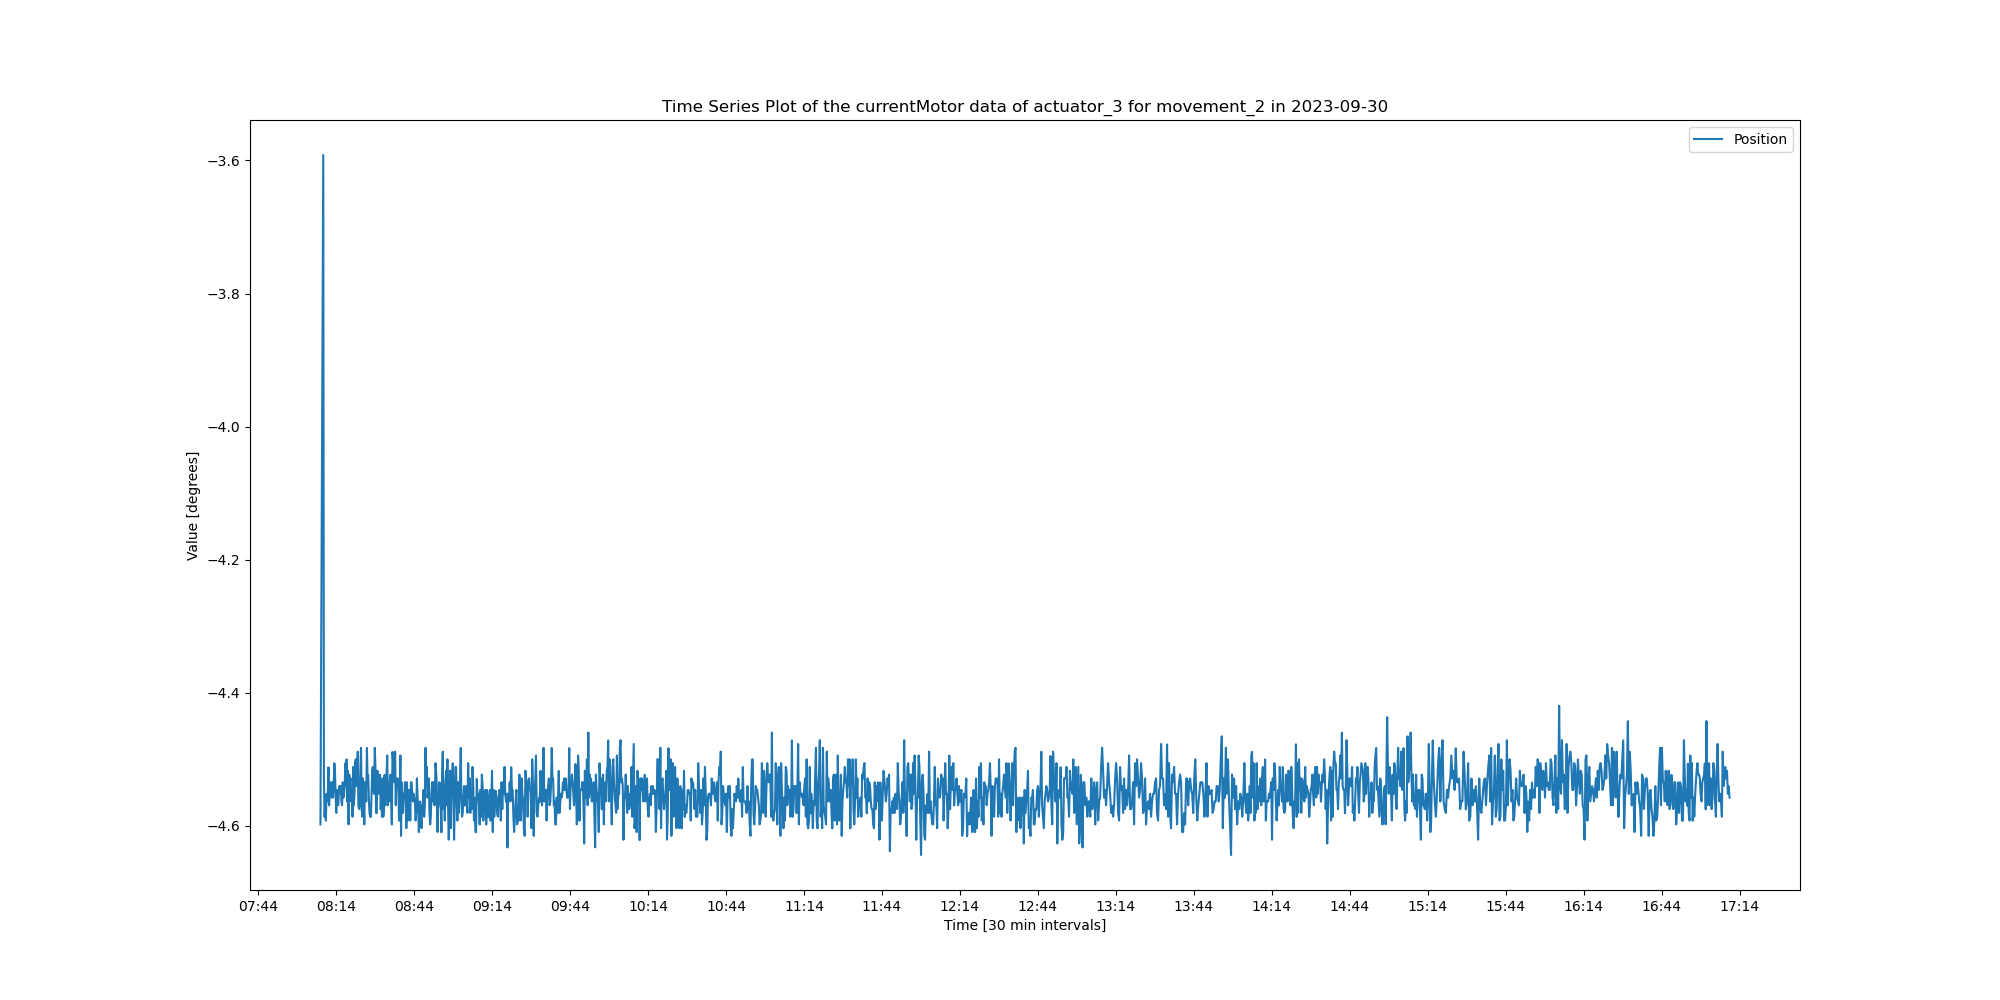 Time Series Plot of the currentMotor data of actuator_3 for movement_2 in 2023-09-30
Position
−3.6
−3.8
−4.0
−4.2
−4.4
−4.6
Value [degrees]
07:44 08:14 08:44 09:14 09:44 10:14 10:44 11:14 11:44 12:14 12:44 13:14 13:44 14:14 14:44 15:14 15:44 16:14 16:44 17:14
Time [30 min intervals]